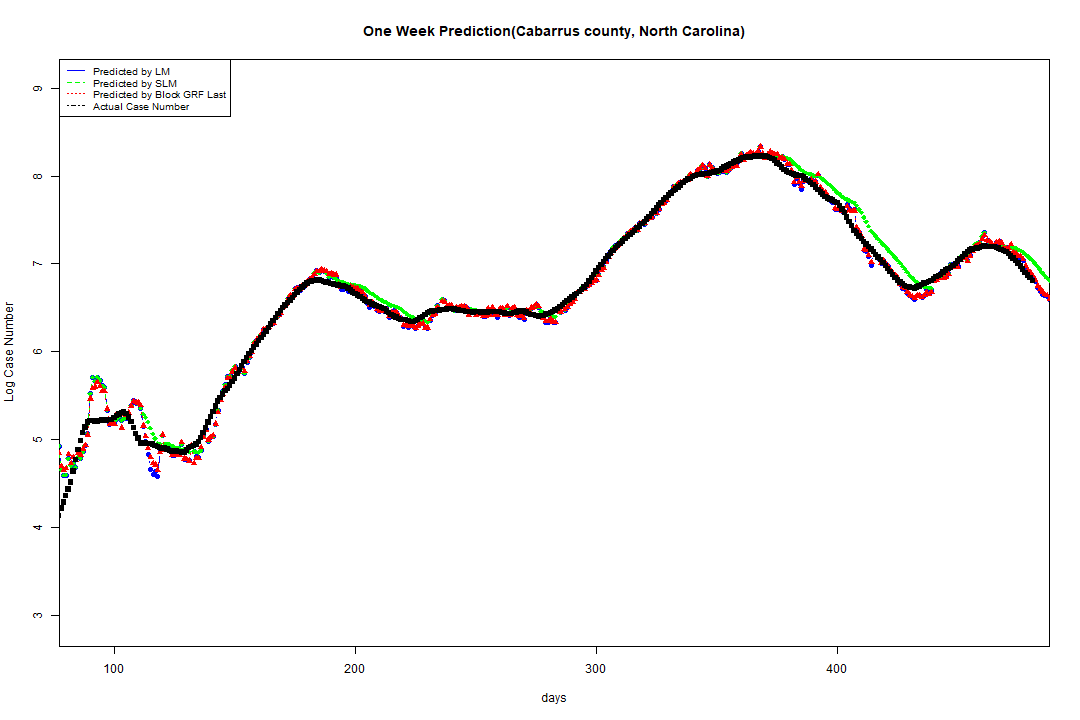 One Week Prediction(Cabarrus county, North Carolina)
Predicted by LM
Predicted by SLM
Predicted by Block GRF Last
Actual Case Number
9
8
7
6
5
4
3
Log Case Number
100 200 300 400
days